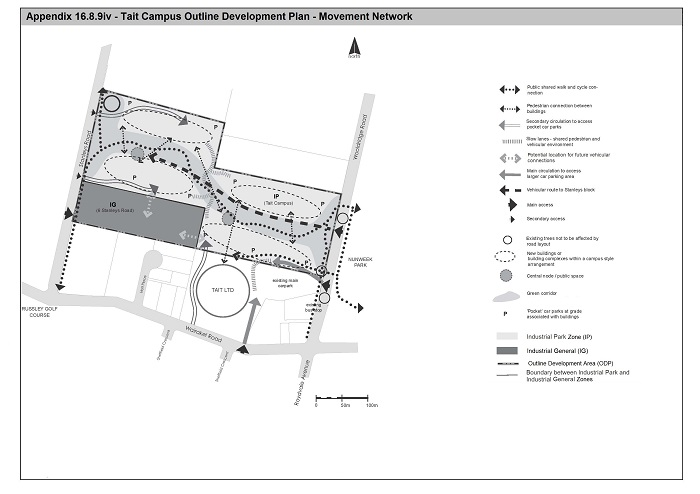 Appendix 16.8.9iv - Tait Campus Outline Development Plan - Movement Network
North
Public shared walk and cycle con-
nection
Pedestrian connection between
buildings
Secondary circulation to access
pocket car parks
Slow lanes - shared pedestrian and
vehicular environment
Potential location for future vehicular
connections
Main circulation to access
larger car parking area
Vehicular route to Stanleys block
Main access
Secondary access
Existing trees not to be affected by
road layout
New buildings or
building complexes within a campus style
arrangement
Central node / public space
Green corridor
P
'Pocket' car parks at grade
associated with buildings
Industrial Park Zone (IP)
Industrial General (IG)
Outline Development Area (ODP)
Boundary between Industrial Park and
Industrial General Zones
P
P
P
P
P
P
P
Stanleys Road
Wooldridge Road
IG
(6 Stanleys Road)
IP
(Tait Campus)
NUNWEEK
PARK
existing main
carpark
TAIT LTD
existing
RUSSLEY GOLF
COURSE
Wairakei Road
Roydvale Avenue
0 50m 100m